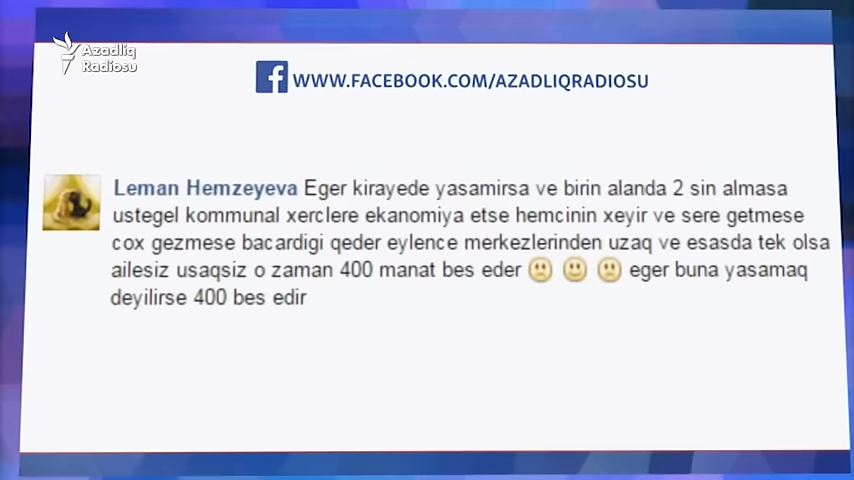 Azadlıq
Radiosu
WWW.FACEBOOK.COM/AZADLIQRADIOSU
Leman Hemzeyeva Eger kirayede yasamirsa ve birin alanda 2 sin almasa
ustegel kommunal xerclere ekanomiya etse hemcinin xeyir ve sere getmese
cox gezmese bacardigi qeder eylence merkezlerinden uzaq ve esasda tek olsa
ailesiz usaqsiz o zaman 400 manat bes eder 🙁 🙂 🙁 eger buna yasamaq
deyilirse 400 bes edir